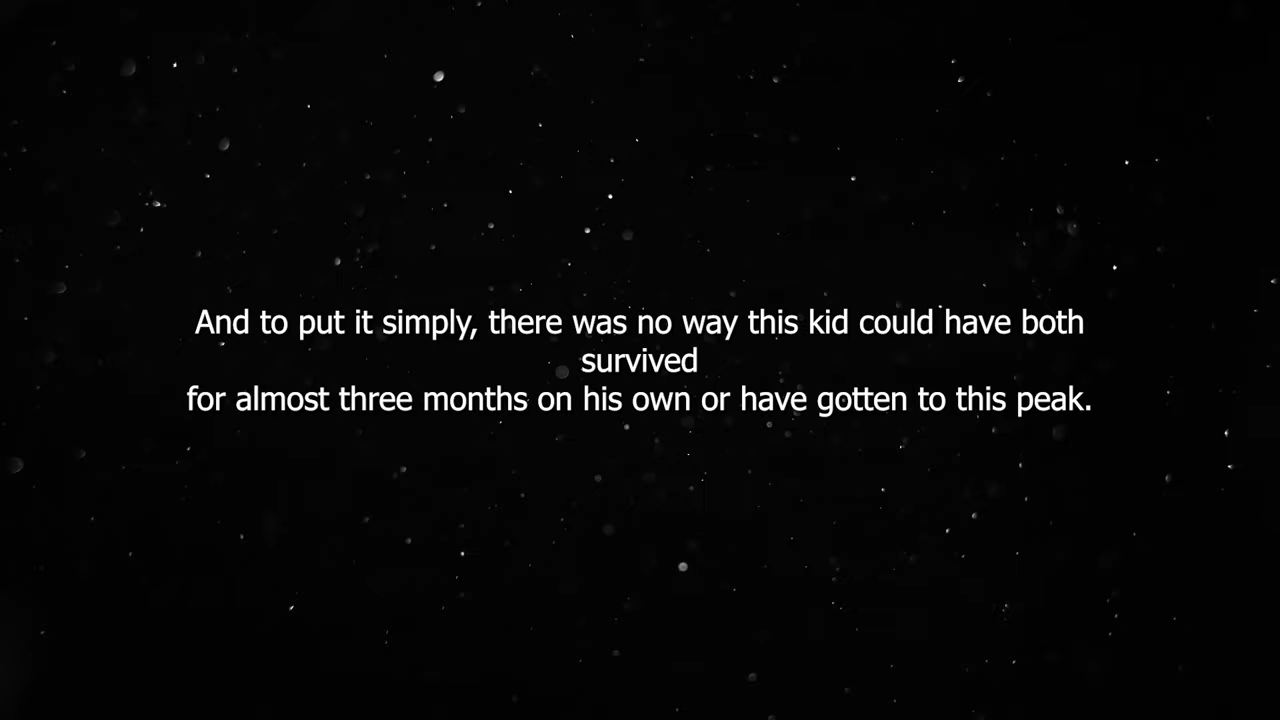 And to put it simply, there was no way this kid could have both
survived
for almost three months on his own or have gotten to this peak.